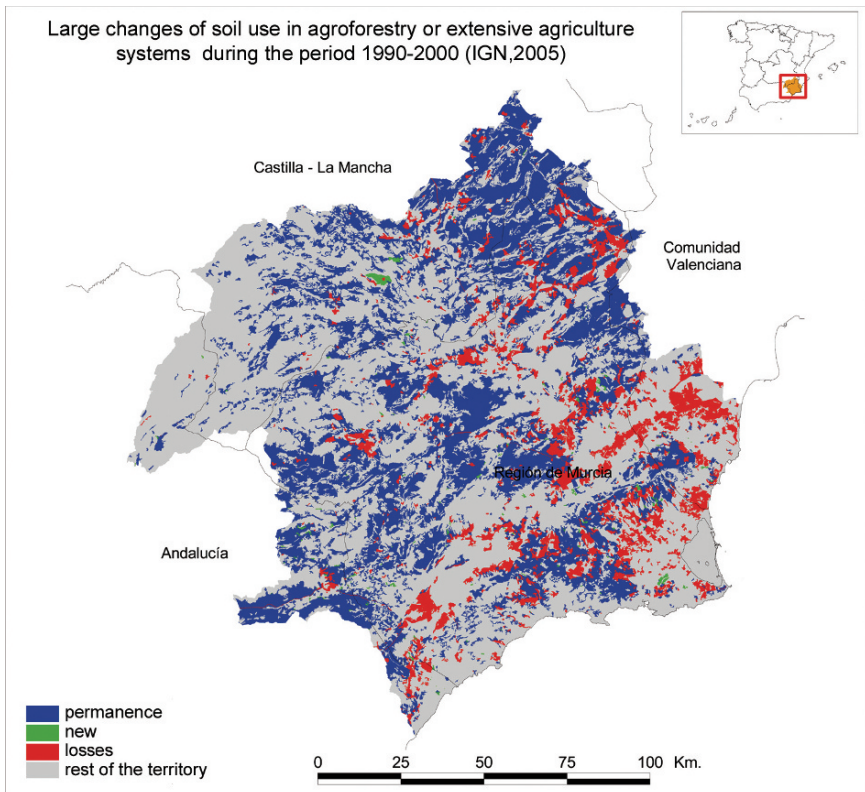 Large changes of soil use in agroforestry or extensive agriculture
systems during the period 1990-2000 (IGN,2005)
Castilla - La Mancha
Comunidad
Valenciana
Región de Murcia
Andalucía
permanence
new
losses
rest of the territory
0 25 50 75 100 Km.